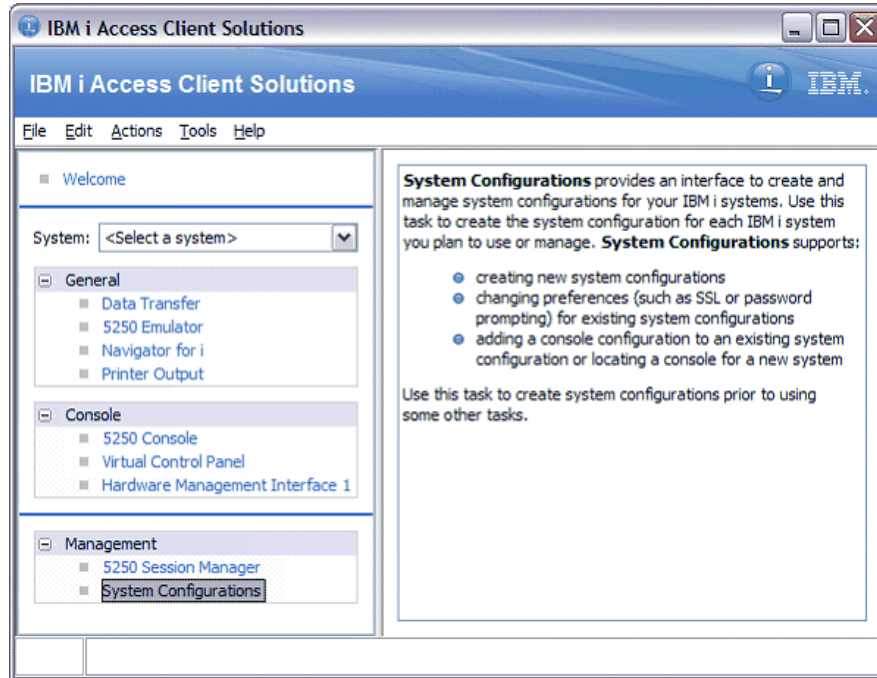 IBM i Access Client Solutions
IBM i Access Client Solutions
i IBM.
File Edit Actions Tools Help
Welcome
System: <Select a system>
General
Data Transfer
5250 Emulator
Navigator for i
Printer Output
Console
5250 Console
Virtual Control Panel
Hardware Management Interface 1
Management
5250 Session Manager
System Configurations
System Configurations provides an interface to create and
manage system configurations for your IBM i systems. Use this
task to create the system configuration for each IBM i system
you plan to use or manage. System Configurations supports:
creating new system configurations
changing preferences (such as SSL or password
prompting) for existing system configurations
adding a console configuration to an existing system
configuration or locating a console for a new system
Use this task to create system configurations prior to using
some other tasks.